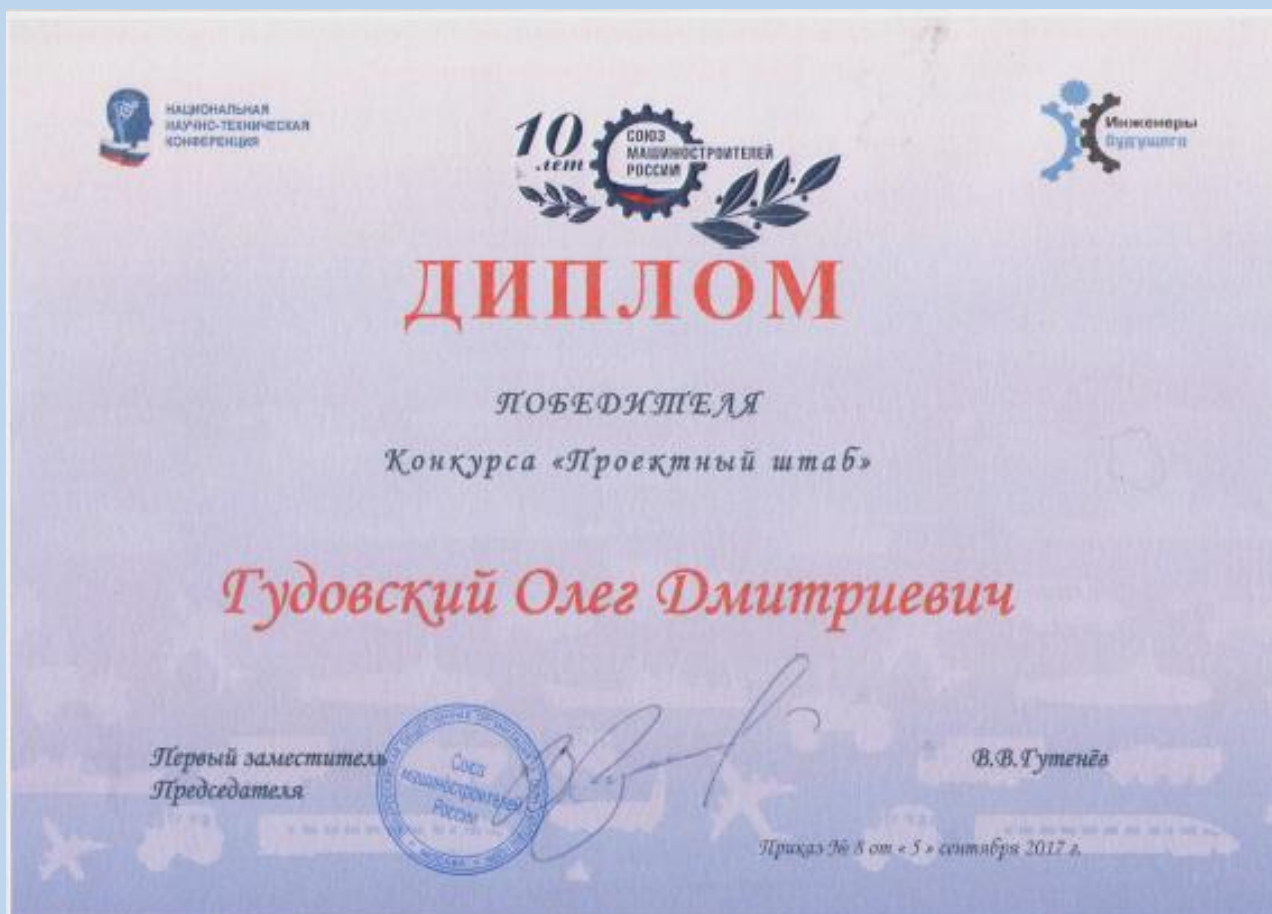 НАЦИОНАЛЬНАЯ
НАУЧНО-ТЕХНИЧЕСКАЯ
КОНФЕРЕНЦИЯ
10
лет
СОЮЗ
МАШИНОСТРОИТЕЛЕЙ
РОССИИ
Инженеры
будущего
ДИПЛОМ
ПОБЕДИТЕЛЯ
Конкурса «Проектный штаб»
Гудовский Олег Дмитриевич
Первый заместитель
Председателя
Союз
машиностроителей
России
МОСКВА
В.В.Гутенёв
Приказ № 8 от « 5 » сентября 2017 г.